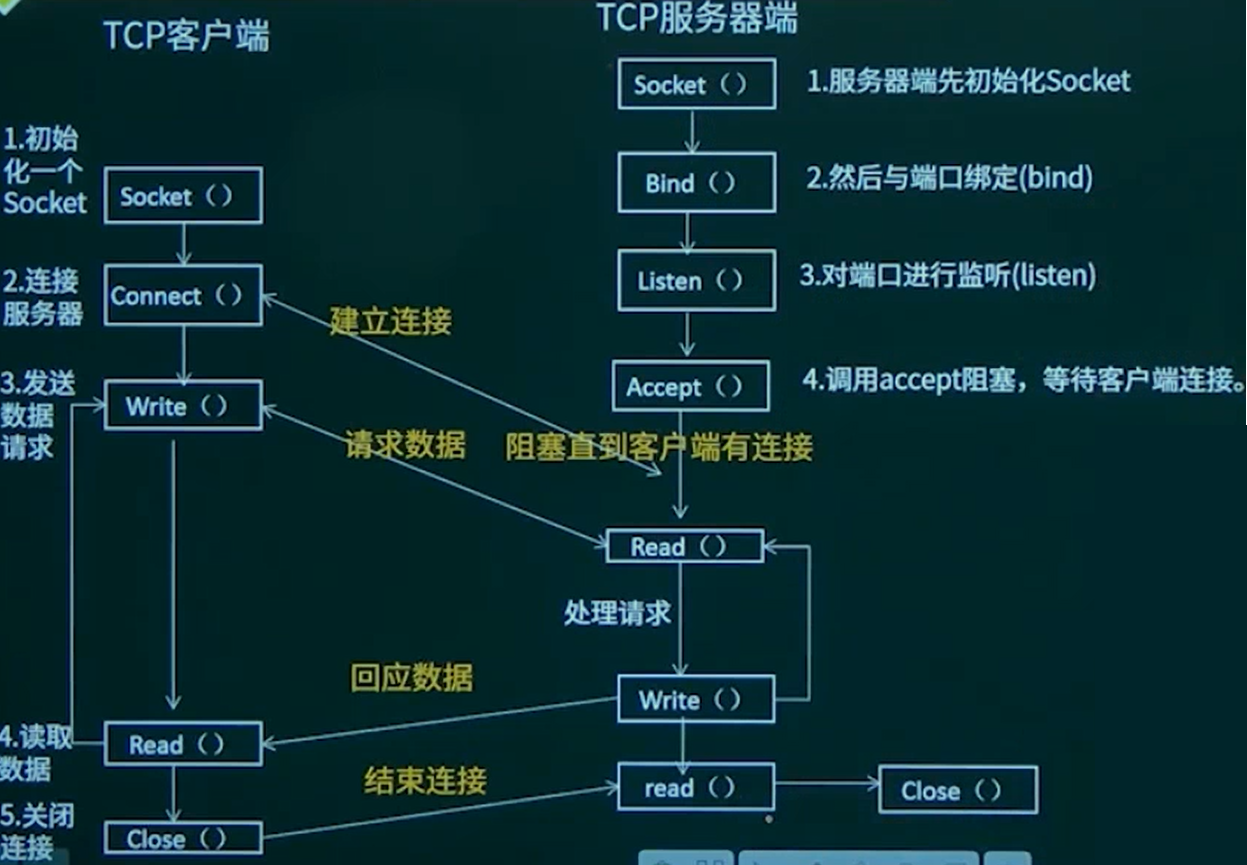 TCP客户端
TCP服务器端
Socket（）
1.服务器端先初始化Socket
1.初始
化一个
Socket
Socket（）
Bind（）
2.然后与端口绑定(bind)
2.连接
服务器
Connect（）
Listen（）
3.对端口进行监听(listen)
建立连接
3.发送
数据
请求
Write（）
Accept（）
4.调用accept阻塞，等待客户端连接。
请求数据
阻塞直到客户端有连接
Read（）
处理请求
回应数据
Write（）
4.读取
数据
Read（）
结束连接
read（）
Close（）
5.关闭
连接
Close（）